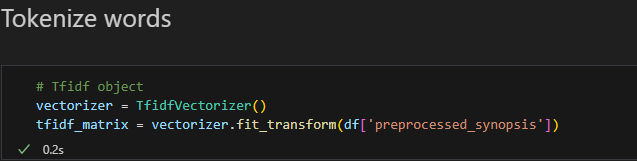 Tokenize words
# Tfidf object
vectorizer = TfidfVectorizer()
tfidf_matrix = vectorizer.fit_transform(df['preprocessed_synopsis'])
0.2s